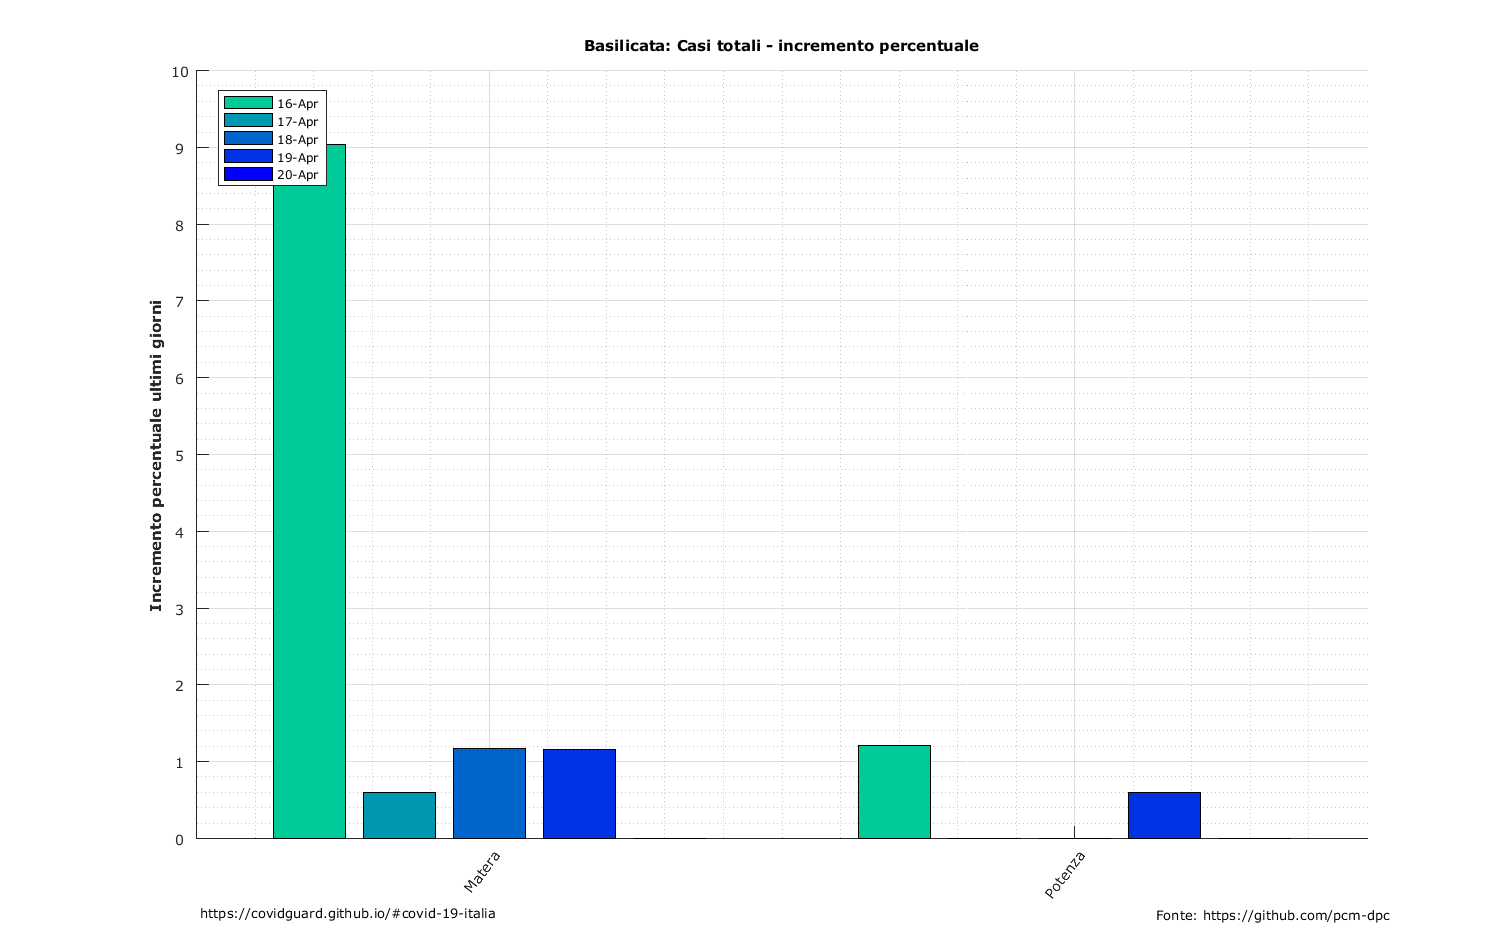 Basilicata: Casi totali - incremento percentuale
10
9
8
7
6
5
4
3
2
1
0
Incremento percentuale ultimi giorni
16-Apr
17-Apr
18-Apr
19-Apr
20-Apr
Matera
Potenza
https://covidguard.github.io/#covid-19-italia
Fonte: https://github.com/pcm-dpc